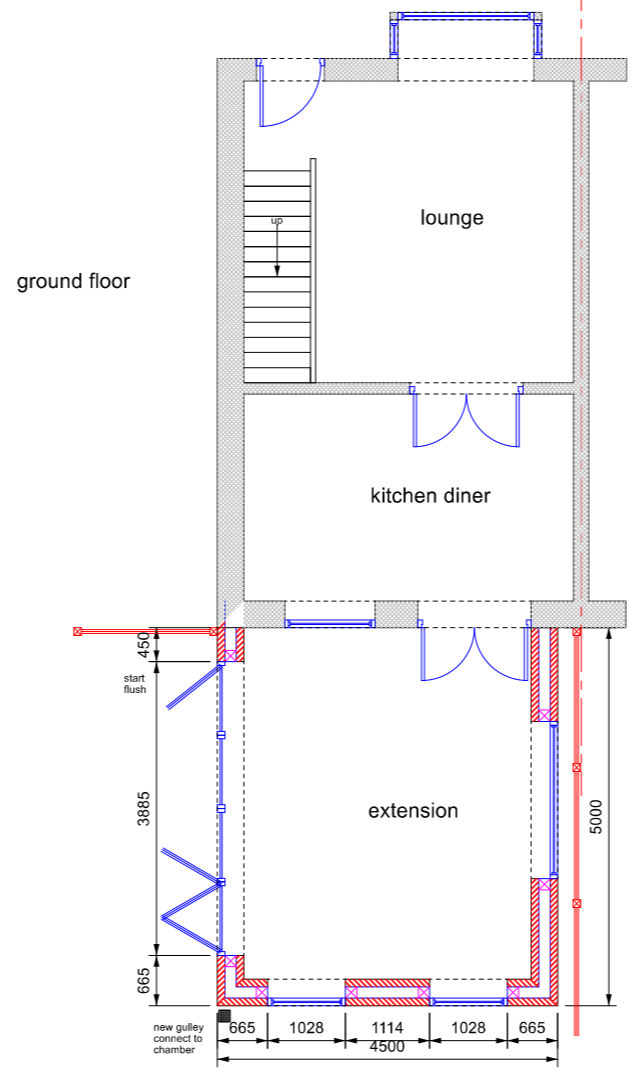 up
lounge
ground floor
kitchen diner
450
start
flush
3885
extension
5000
665
new gulley
connect to
chamber
665
1028
1114
1028
665
4500